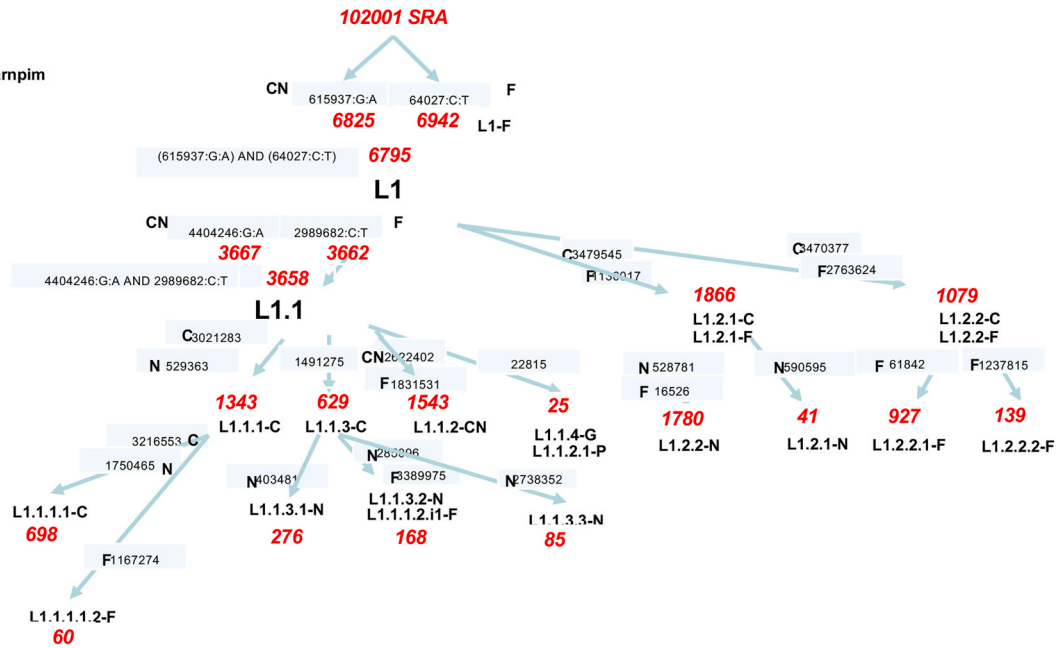 102001 SRA
arnpim
CN 615937:G:A 64027:C:T F
6825 6942 L1-F
(615937:G:A) AND (64027:C:T) 6795
L1
CN 4404246:G:A 2989682:C:T F
3667 3662
4404246:G:A AND 2989682:C:T 3658
L1.1
C3479545
C3470377
F2763624
1866
1079
L1.2.1-C
L1.2.1-F
L1.2.2-C
L1.2.2-F
C3021283
N 529363
1491275
CN2622402
F1831531
22815
N 528781
F 16526
N590595
F 61842
F1237815
1343 629 1543 25 1780 41 927 139
L1.1.1-C L1.1.3-C L1.1.2-CN
L1.1.4-G
L1.1.2.1-P
L1.2.2-N L1.2.1-N L1.2.2.1-F L1.2.2.2-F
3216553 C
1750465 N
N403481
F3389975
N2738352
L1.1.1.1-C
698
L1.1.3.1-N
276
L1.1.3.2-N
L1.1.1.2.i1-F
168
L1.1.3.3-N
85
F1167274
L1.1.1.1.2-F
60